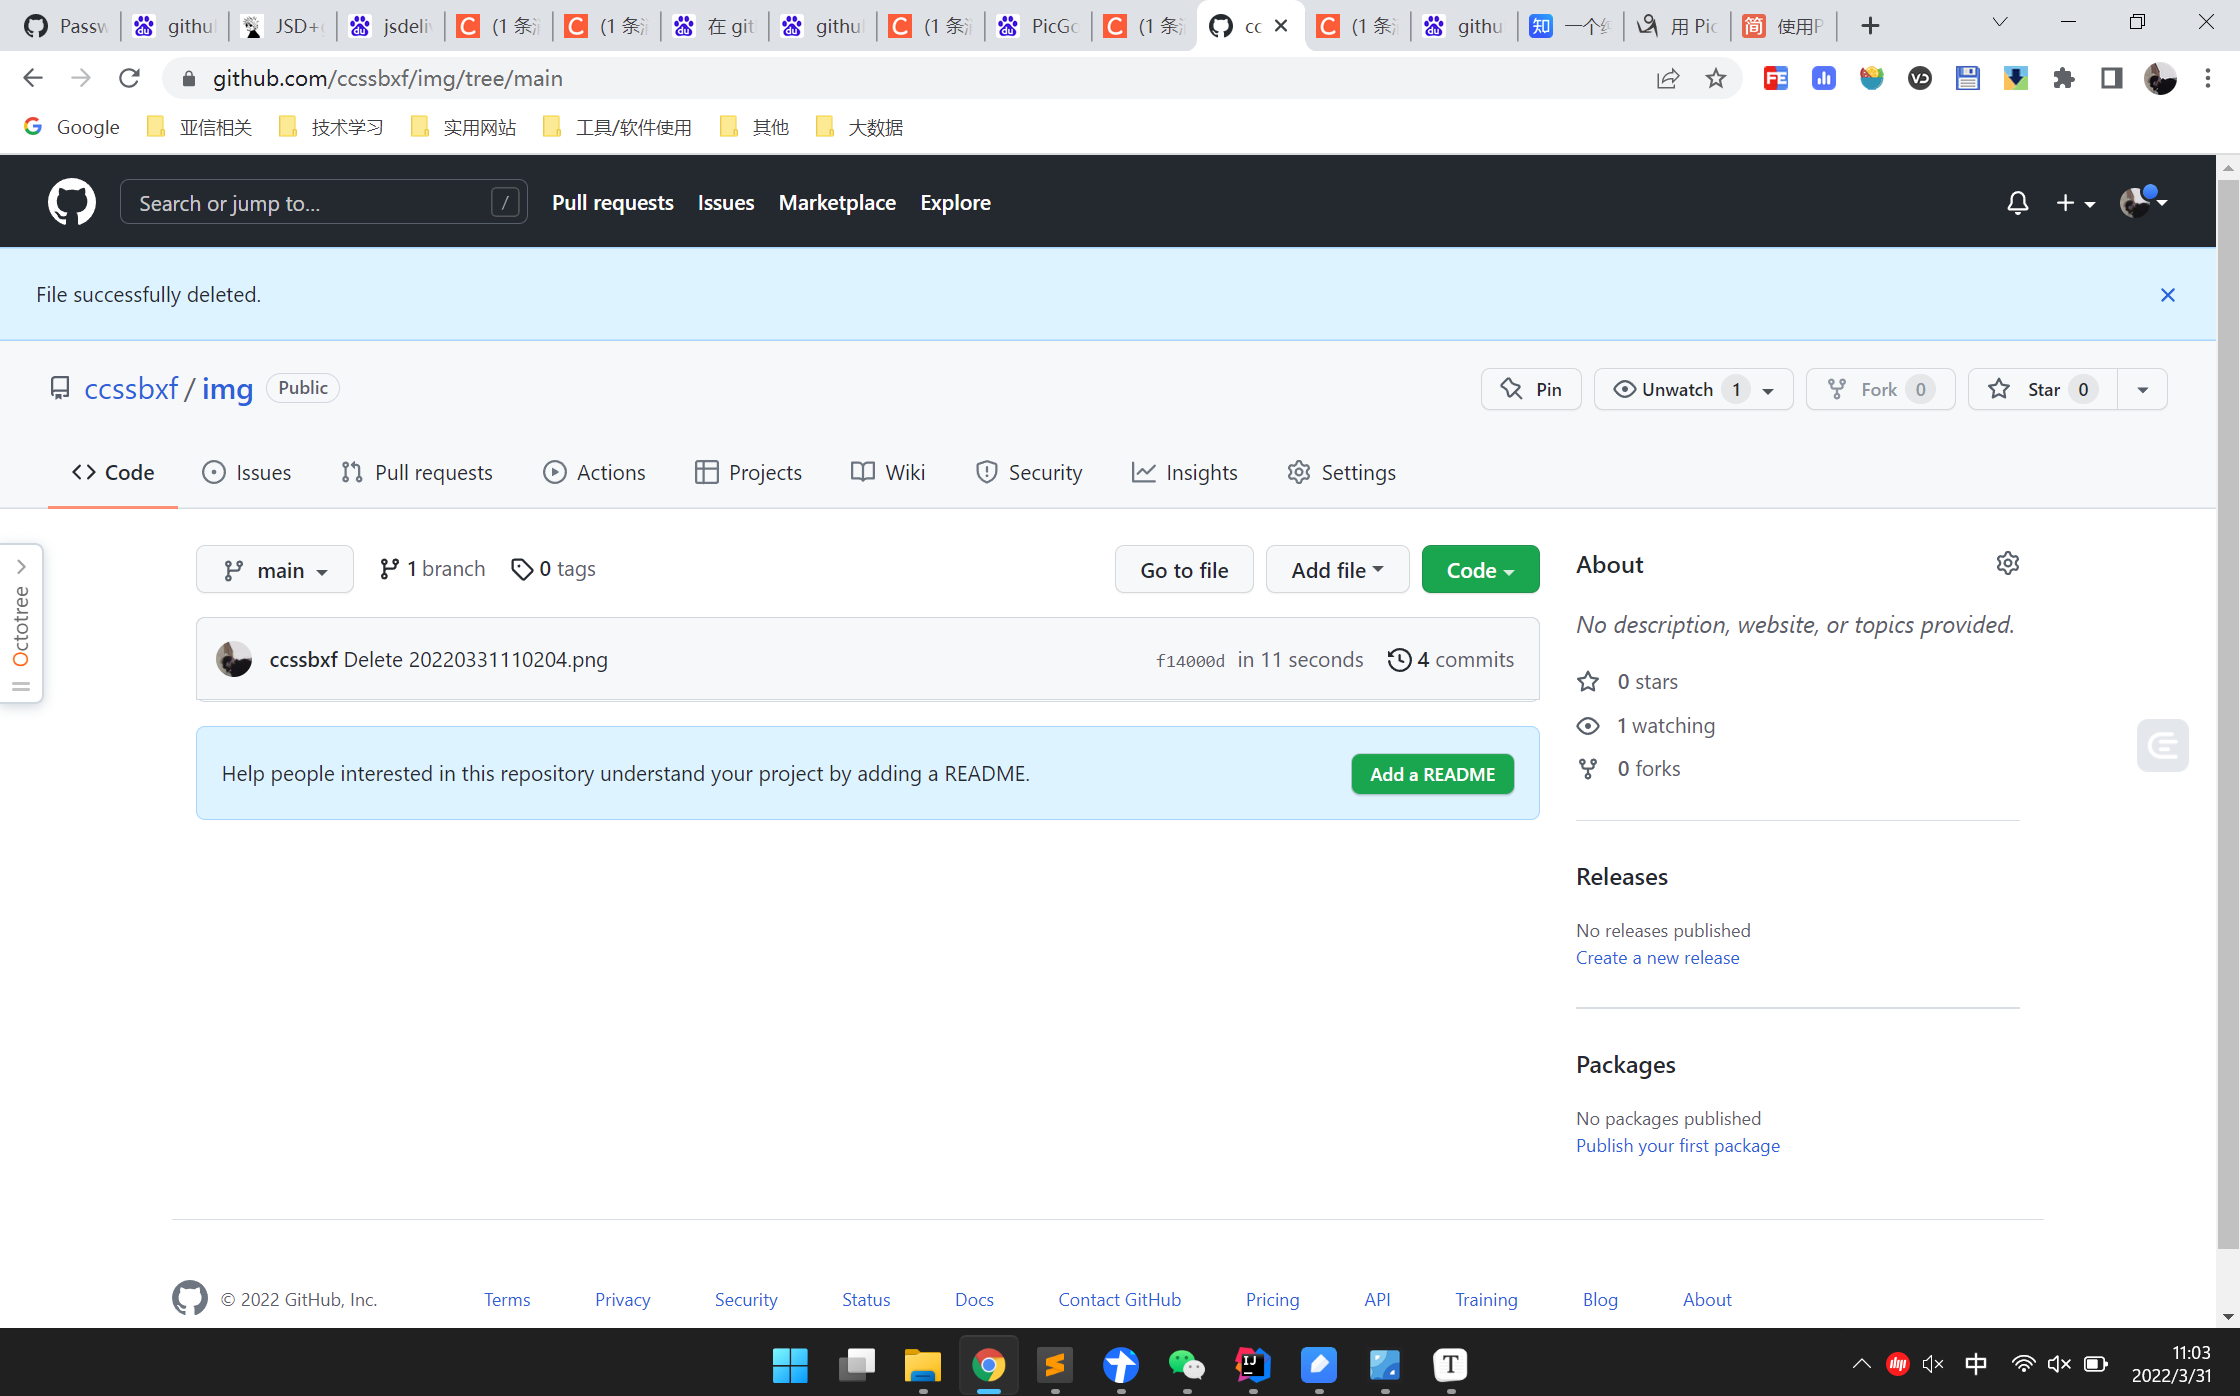 Passw githu JSD+ jsdeli (1 条 (1 条 在 git githu (1 条 PicGo (1 条 cc (1 条 githu 一个 用 Pic 使用P
github.com/ccssbxf/img/tree/main
Google 亚信相关 技术学习 实用网站 工具/软件使用 其他 大数据
Search or jump to... / Pull requests Issues Marketplace Explore
File successfully deleted.
ccssbxf / img Public Pin Unwatch 1 Fork 0 Star 0
Code Issues Pull requests Actions Projects Wiki Security Insights Settings
main 1 branch 0 tags Go to file Add file Code
Octotree
ccssbxf Delete 20220331110204.png f14000d in 11 seconds 4 commits
Help people interested in this repository understand your project by adding a README. Add a README
About
No description, website, or topics provided.
0 stars
1 watching
0 forks
Releases
No releases published
Create a new release
Packages
No packages published
Publish your first package
© 2022 GitHub, Inc. Terms Privacy Security Status Docs Contact GitHub Pricing API Training Blog About
中 11:03
2022/3/31